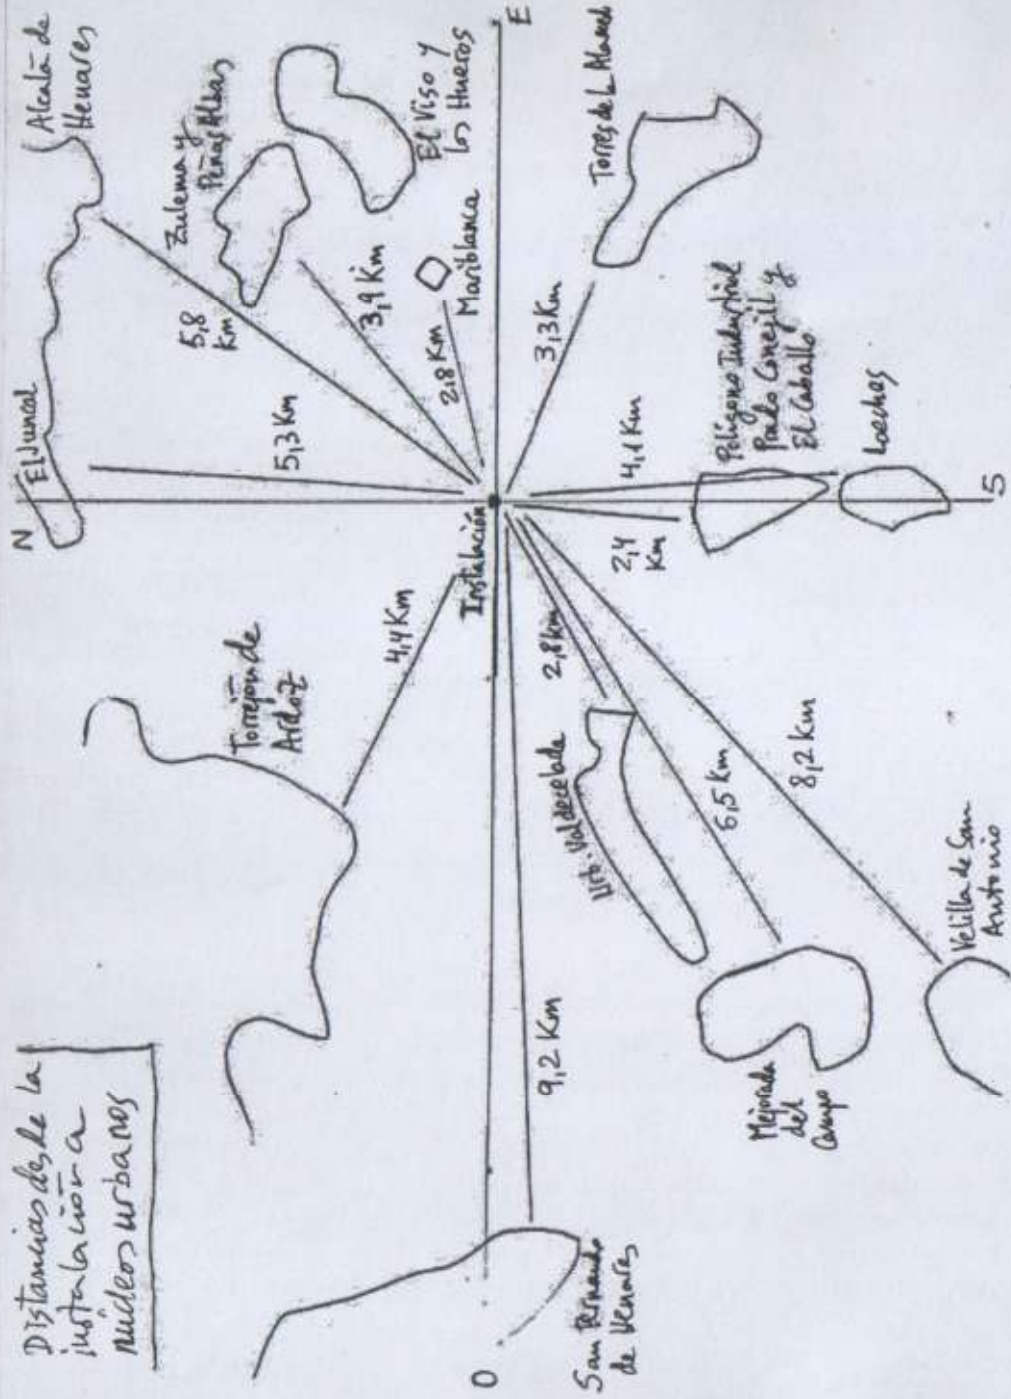 Distancias desde la
instalación a
núcleos urbanos
N
El Juncal
Alcalá de
Henares
5,3 Km
5,8
Km
Zulema y
Peñas Albas
3,9 Km
El Viso y
los Hueros
2,8 Km
Mariblanca
E
Torrejón de
Ardoz
4,4 Km
Instalación
O
San Fernando
de Henares
9,2 Km
2,8 km
Urb. Valdecelada
6,5 Km
Mejorada
del
Campo
8,2 Km
Velilla de San
Antonio
2,4
Km
4,1 Km
Polígono Industrial
Prado Conejil y
El Caballo
Loeches
3,3 Km
Torres de la
S